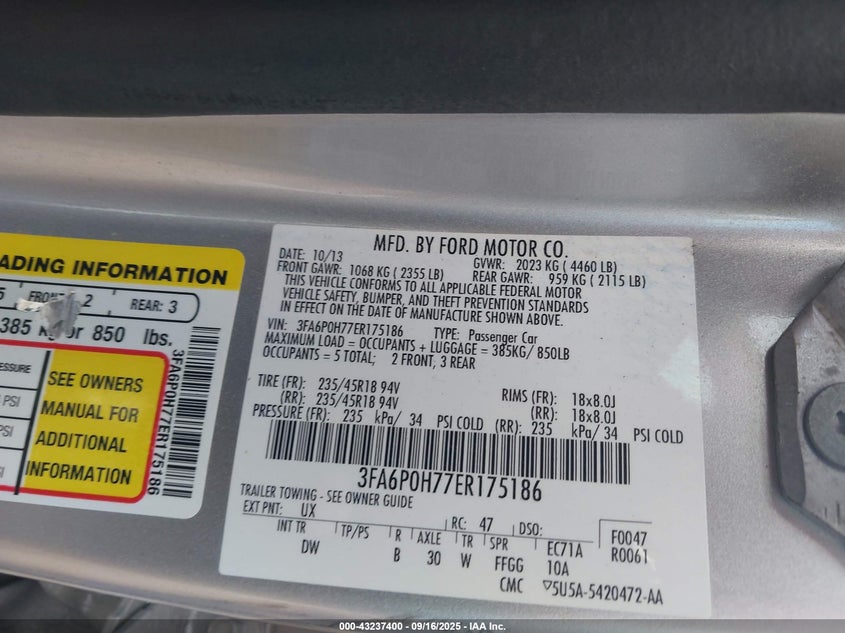 ADING INFORMATION
5 FRONT: 2 REAR: 3
385 kg or 850 lbs.
RESSURE
PSI
PSI
SI
SEE OWNERS
MANUAL FOR
ADDITIONAL
INFORMATION
3FA6P0H77ER175186
MFD. BY FORD MOTOR CO.
DATE: 10/13 GVWR: 2023 KG ( 4460 LB)
FRONT GAWR: 1068 KG ( 2355 LB) REAR GAWR: 959 KG ( 2115 LB)
THIS VEHICLE CONFORMS TO ALL APPLICABLE FEDERAL MOTOR
VEHICLE SAFETY, BUMPER, AND THEFT PREVENTION STANDARDS
IN EFFECT ON THE DATE OF MANUFACTURE SHOWN ABOVE.
VIN: 3FA6P0H77ER175186 TYPE: Passenger Car
MAXIMUM LOAD = OCCUPANTS + LUGGAGE = 385KG/ 850LB
OCCUPANTS = 5 TOTAL; 2 FRONT, 3 REAR
TIRE (FR): 235/45R18 94V RIMS (FR): 18x8.0J
(RR): 235/45R18 94V (RR): 18x8.0J
PRESSURE (FR): 235 kPa/ 34 PSI COLD (RR): 235 kPa/ 34 PSI COLD
3FA6P0H77ER175186
TRAILER TOWING - SEE OWNER GUIDE
EXT PNT: UX RC: 47 DSO: F0047
INT TR TP/PS R AXLE TR SPR EC71A R0061
DW B 30 W FFGG 10A
CMC 5U5A-5420472-AA
000-43237400 - 09/16/2025 - IAA Inc.